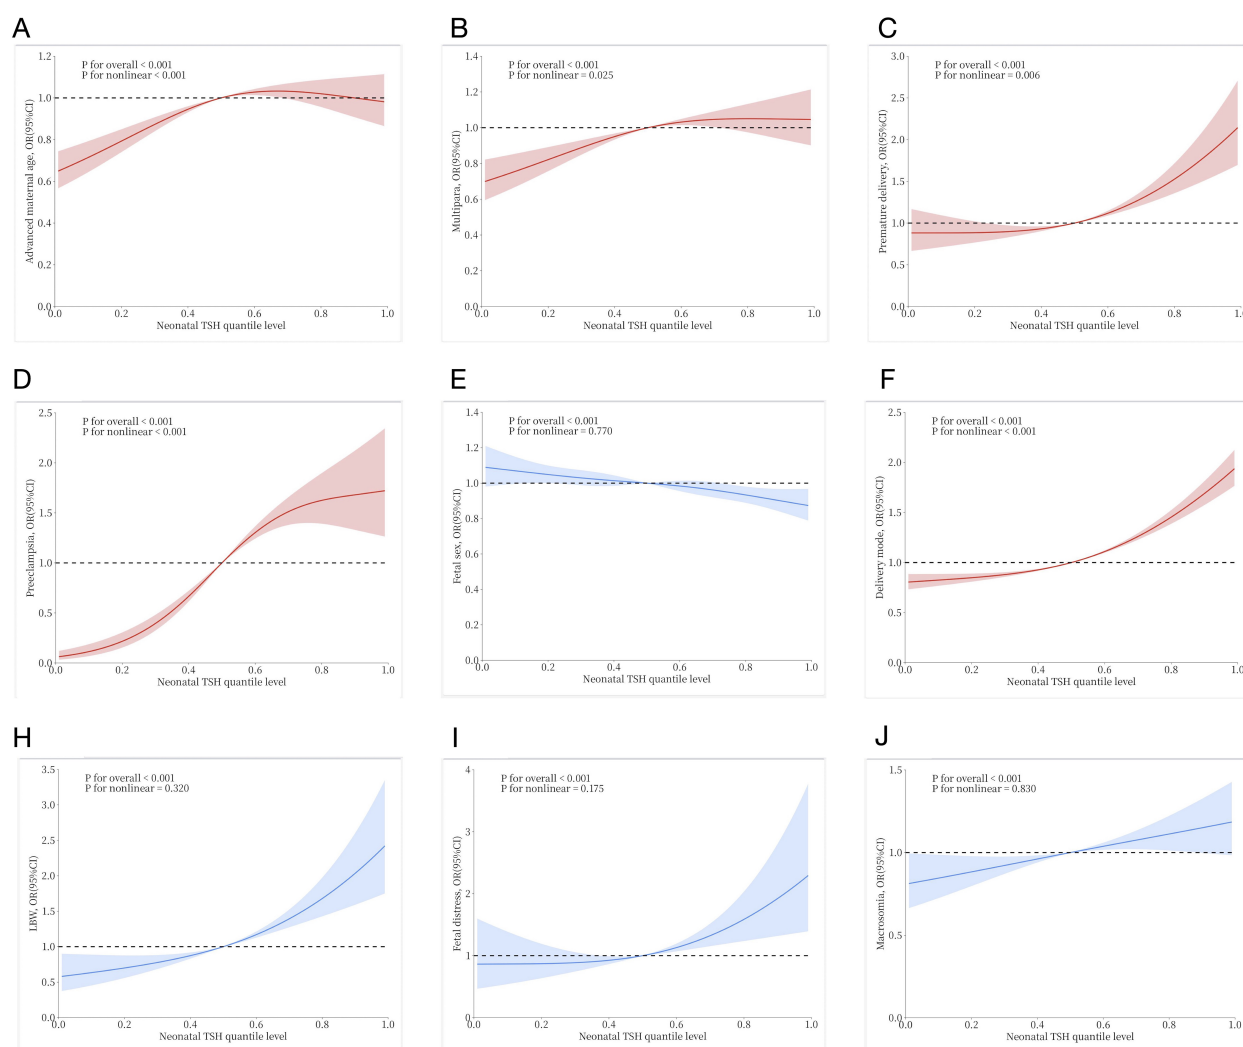 A
P for overall < 0.001
P for nonlinear < 0.001
Advanced maternal age, OR(95%CI)
1.2
1.0
0.8
0.6
0.4
0.2
0.0
0.0 0.2 0.4 0.6 0.8 1.0
Neonatal TSH quantile level
B
P for overall < 0.001
P for nonlinear = 0.025
Multipara, OR(95%CI)
1.4
1.2
1.0
0.8
0.6
0.4
0.2
0.0
0.0 0.2 0.4 0.6 0.8 1.0
Neonatal TSH quantile level
C
P for overall < 0.001
P for nonlinear = 0.006
Premature delivery, OR(95%CI)
3.0
2.5
2.0
1.5
1.0
0.5
0.0
0.0 0.2 0.4 0.6 0.8
Neonatal TSH quantile level
D
P for overall < 0.001
P for nonlinear < 0.001
Preeclampsia, OR(95%CI)
2.5
2.0
1.5
1.0
0.5
0.0
0.0 0.2 0.4 0.6 0.8 1.0
Neonatal TSH quantile level
E
P for overall < 0.001
P for nonlinear = 0.770
Fetal sex, OR(95%CI)
1.4
1.2
1.0
0.8
0.6
0.4
0.2
0.0
0.0 0.2 0.4 0.6 0.8 1.0
Neonatal TSH quantile level
F
P for overall < 0.001
P for nonlinear < 0.001
Delivery mode, OR(95%CI)
2.5
2.0
1.5
1.0
0.5
0.0
0.0 0.2 0.4 0.6 0.8 1.0
Neonatal TSH quantile level
H
P for overall < 0.001
P for nonlinear = 0.320
LBW, OR(95%CI)
3.5
3.0
2.5
2.0
1.5
1.0
0.5
0.0
0.0 0.2 0.4 0.6 0.8 1.0
Neonatal TSH quantile level
I
P for overall < 0.001
P for nonlinear = 0.175
Fetal distress, OR(95%CI)
4
3
2
1
0
0.0 0.2 0.4 0.6 0.8 1.0
Neonatal TSH quantile level
J
P for overall < 0.001
P for nonlinear = 0.830
Macrosomia, OR(95%CI)
1.5
1.0
0.5
0.0
0.0 0.2 0.4 0.6 0.8 1.0
Neonatal TSH quantile level